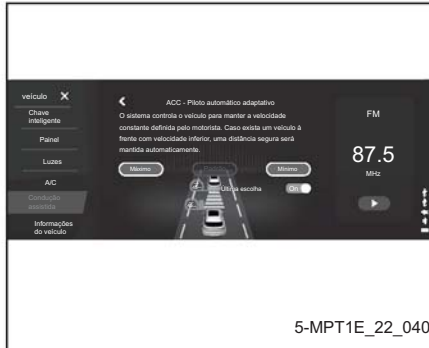 veículo
Chave
inteligente
Painel
Luzes
A/C
Condução
assistida
Informações
do veículo
ACC - Piloto automático adaptativo
O sistema controla o veículo para manter a velocidade
constante definida pelo motorista. Caso exista um veículo à
frente com velocidade inferior, uma distância segura será
mantida automaticamente.
Máximo
Mínimo
Última escolha
On
FM
87.5
MHz
5-MPT1E_22_040